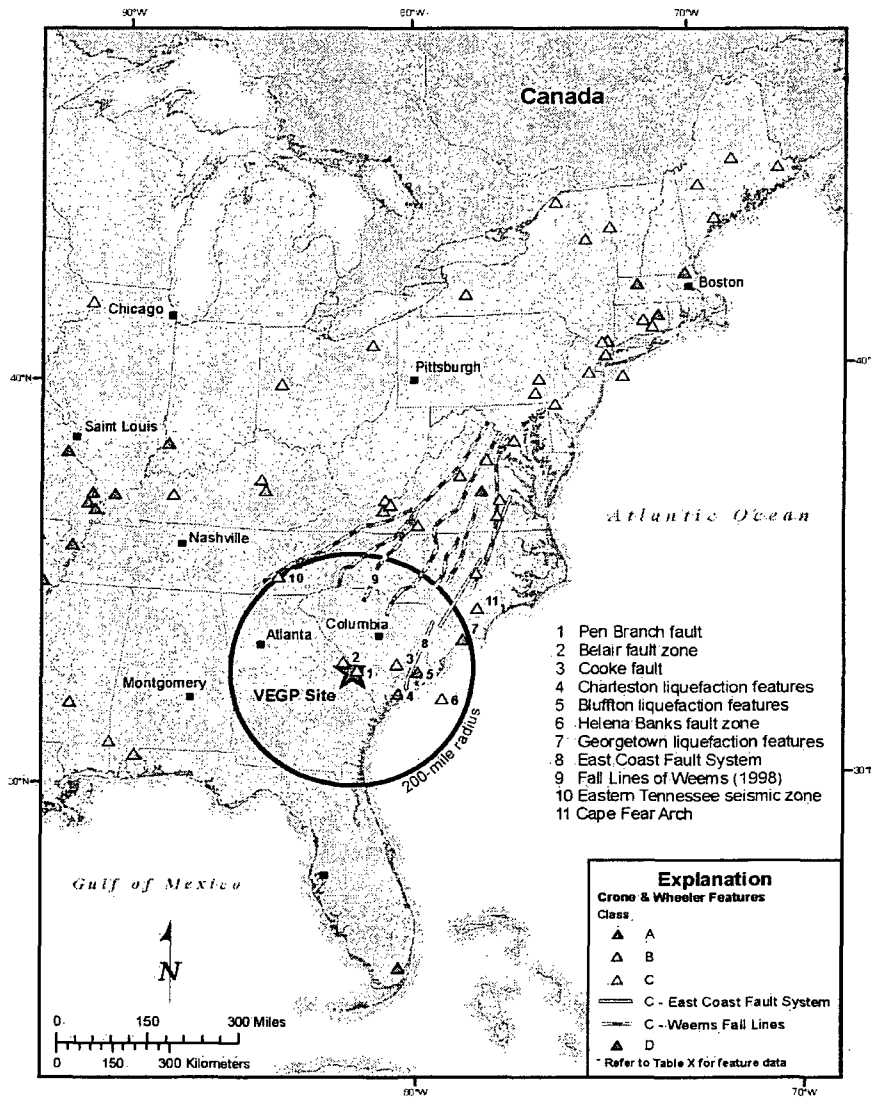 90°W
80°W
70°W
Canada
Boston
Chicago
Pittsburgh
40°N
40°
Saint Louis
Atlantic Ocean
Nashville
10
9
Columbia
11
Atlanta
7
8
2
3
1
5
Montgomery
VEGP Site
4
6
200-mile radius
30°N
30°
1 Pen Branch fault
2 Belair fault zone
3 Cooke fault
4 Charleston liquefaction features
5 Bluffton liquefaction features
6 Helena Banks fault zone
7 Georgetown liquefaction features
8 East Coast Fault System
9 Fall Lines of Weems (1998)
10 Eastern Tennessee seismic zone
11 Cape Fear Arch
Gulf of Mexico
N
0 150 300 Miles
0 150 300 Kilometers
Explanation
Crone & Wheeler Features
Class
A
B
C
C - East Coast Fault System
C - Weems Fall Lines
D
* Refer to Table X for feature data
80°W
70°W